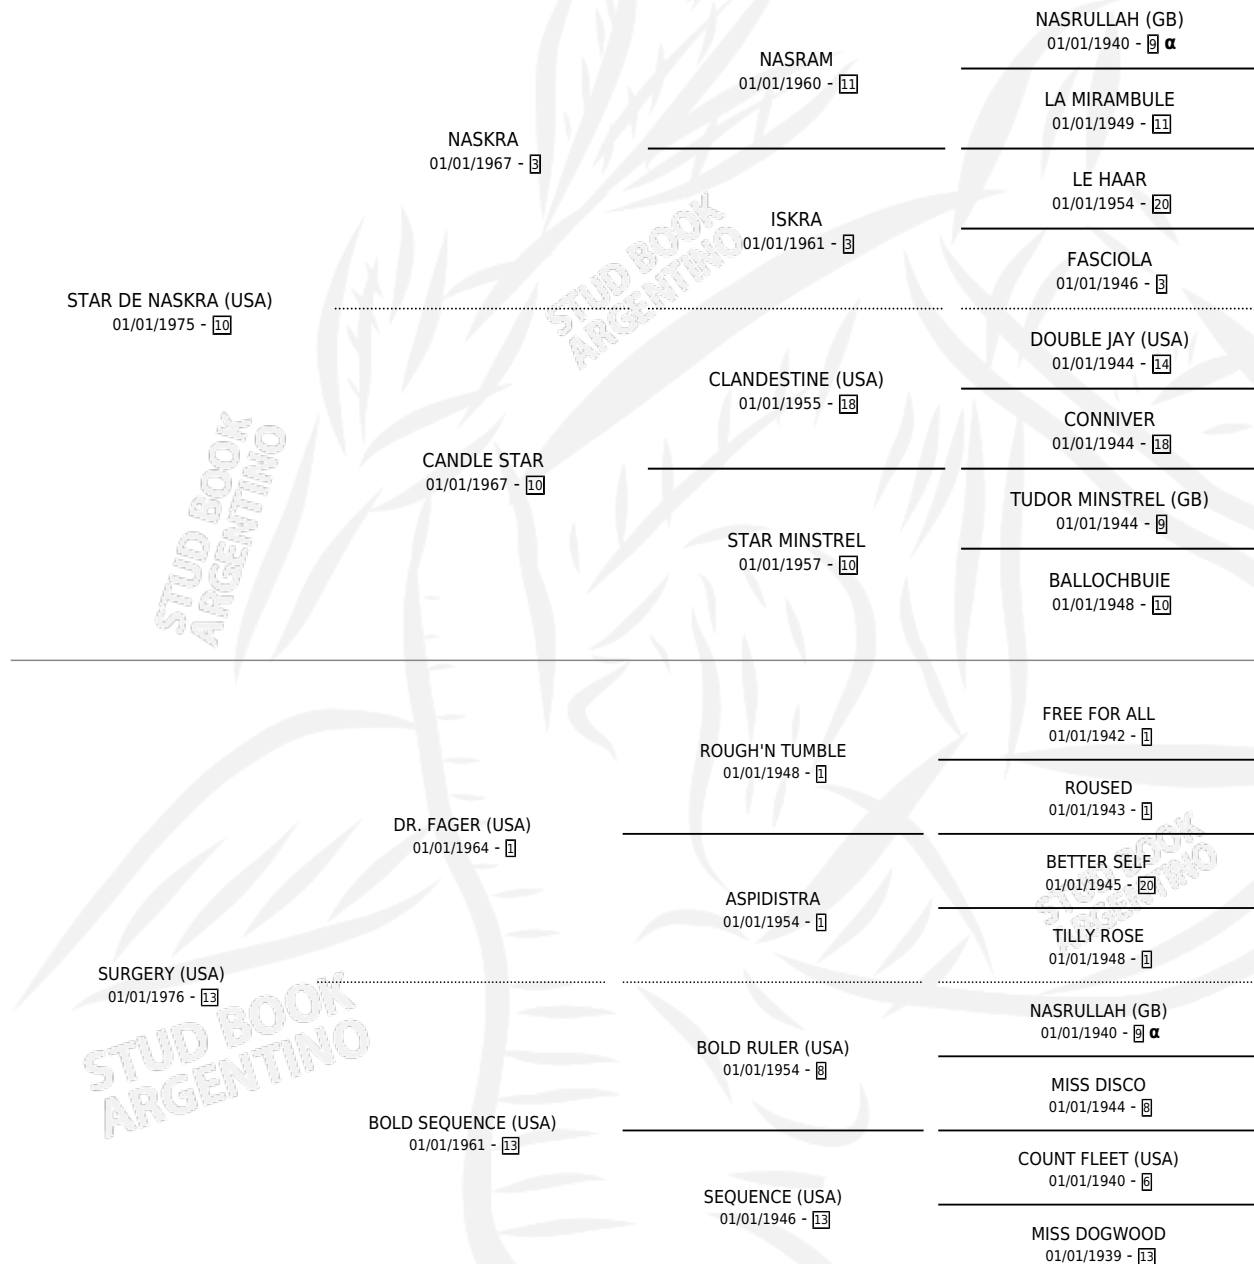 NASRULLAH (GB)
01/01/1940 - 9 α
NASRAM
01/01/1960 - 11
LA MIRAMBULE
01/01/1949 - 11
NASKRA
01/01/1967 - 3
LE HAAR
01/01/1954 - 20
ISKRA
01/01/1961 - 3
FASCIOLA
01/01/1946 - 3
STAR DE NASKRA (USA)
01/01/1975 - 10
DOUBLE JAY (USA)
01/01/1944 - 14
CLANDESTINE (USA)
01/01/1955 - 18
CONNIVER
01/01/1944 - 18
CANDLE STAR
01/01/1967 - 10
TUDOR MINSTREL (GB)
01/01/1944 - 9
STAR MINSTREL
01/01/1957 - 10
BALLOCHBUIE
01/01/1948 - 10
STUD BOOK
ARGENTINO
STUD BOOK
ARGENTINO
FREE FOR ALL
01/01/1942 - 1
ROUGH'N TUMBLE
01/01/1948 - 1
ROUSED
01/01/1943 - 1
DR. FAGER (USA)
01/01/1964 - 1
BETTER SELF
01/01/1945 - 20
ASPIDISTRA
01/01/1954 - 1
TILLY ROSE
01/01/1948 - 1
STUD BOOK
ARGENTINO
SURGERY (USA)
01/01/1976 - 13
NASRULLAH (GB)
01/01/1940 - 9 α
BOLD RULER (USA)
01/01/1954 - 8
MISS DISCO
01/01/1944 - 8
BOLD SEQUENCE (USA)
01/01/1961 - 13
COUNT FLEET (USA)
01/01/1940 - 6
SEQUENCE (USA)
01/01/1946 - 13
MISS DOGWOOD
01/01/1939 - 13
STUD BOOK
ARGENTINO